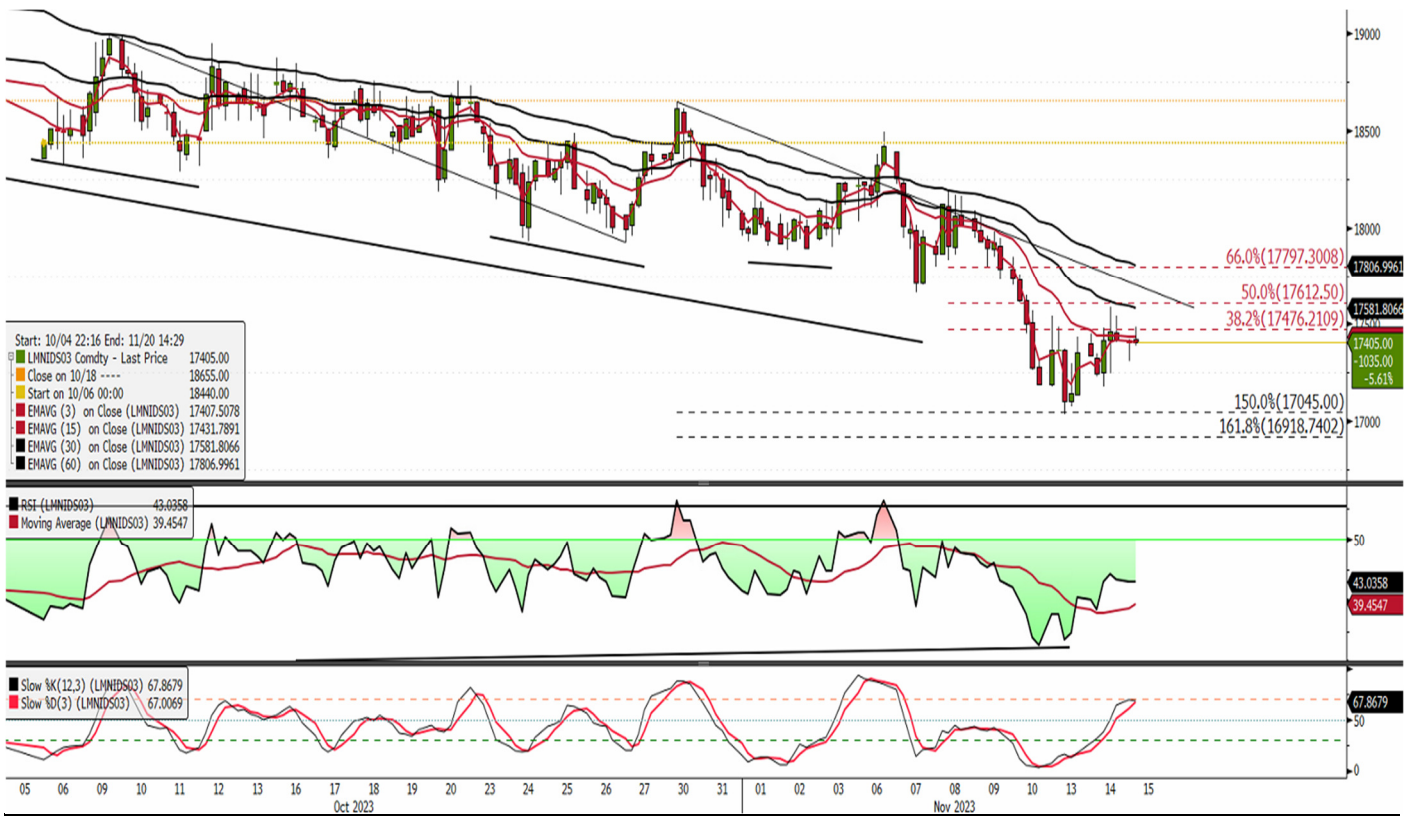 19000
18500
18000
66.0%(17797.3008)
17806.9961
50.0%(17612.50)
17581.8066
38.2%(17476.2109)
17500
17405.00
-1035.00
-5.61%
150.0%(17045.00)
17000
161.8%(16918.7402)
Start: 10/04 22:16 End: 11/20 14:29
LMNIDS03 Comdty - Last Price 17405.00
Close on 10/18 ---- 18655.00
Start on 10/06 00:00 18440.00
EMAVG (3) on Close (LMNIDS03) 17407.5078
EMAVG (15) on Close (LMNIDS03) 17431.7891
EMAVG (30) on Close (LMNIDS03) 17581.8066
EMAVG (60) on Close (LMNIDS03) 17806.9961
RSI (LMNIDS03) 43.0358
Moving Average (LMNIDS03) 39.4547
50
43.0358
39.4547
Slow %K(12,3) (LMNIDS03) 67.8679
Slow %D(3) (LMNIDS03) 67.0069
67.8679
50
0
05 06 09 10 11 12 13 16 17 18 19 20 23 24 25 26 27 30 31 01 02 03 06 07 08 09 10 13 14 15
Oct 2023 Nov 2023